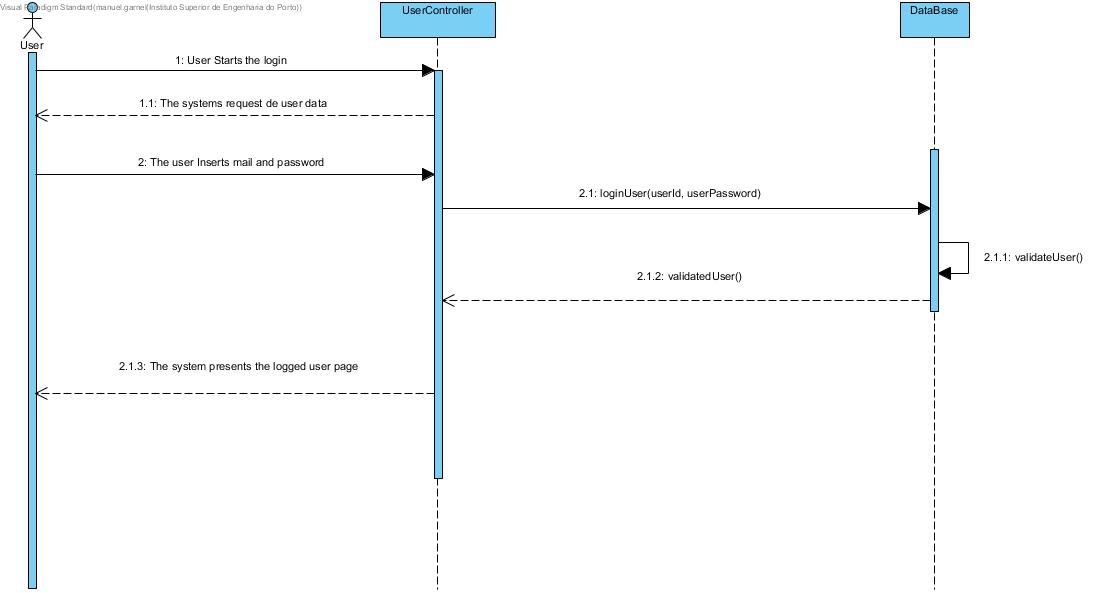 Visual Paradigm Standard(manuel.garnel(Instituto Superior de Engenharia do Porto))
UserController
DataBase
User
1: User Starts the login
1.1: The systems request de user data
2: The user Inserts mail and password
2.1: loginUser(userId, userPassword)
2.1.1: validateUser()
2.1.2: validatedUser()
2.1.3: The system presents the logged user page